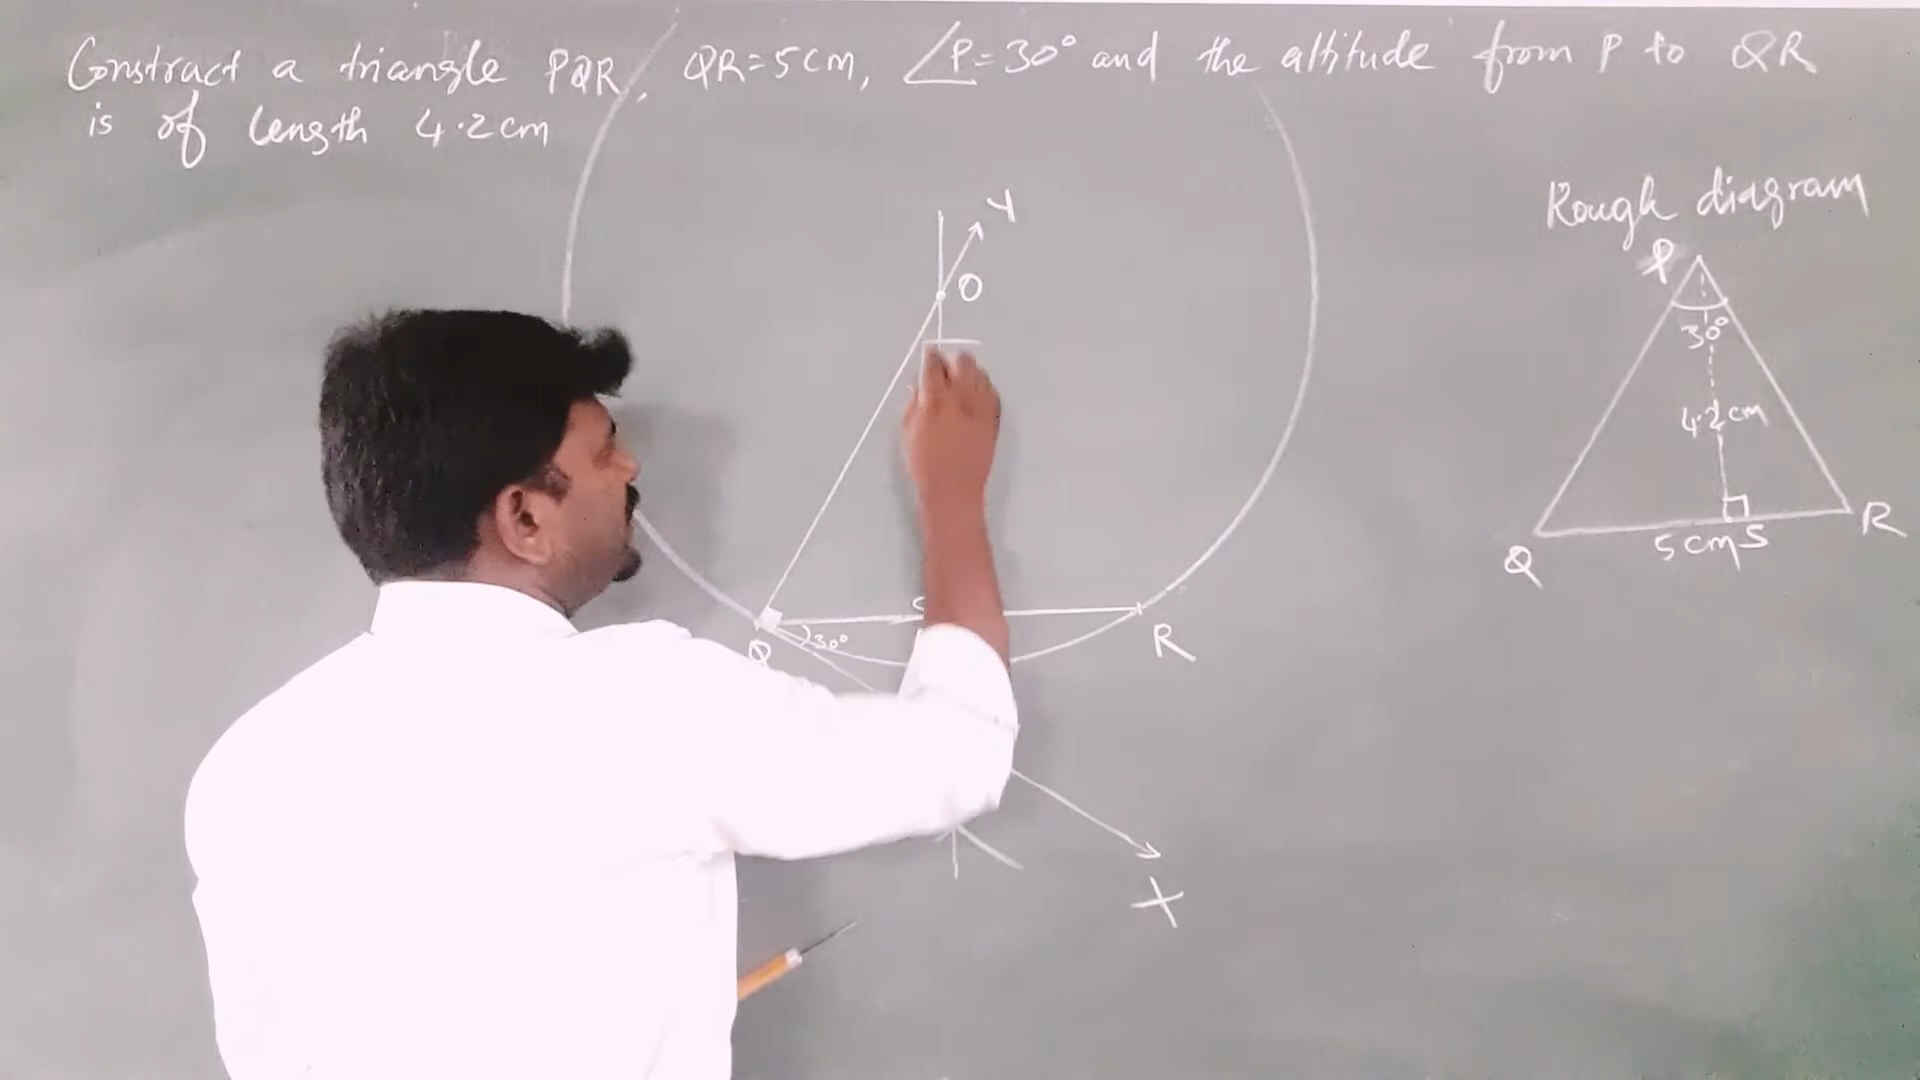 Construct a triangle PQR, QR=5cm, ∠P=30° and the altitude from P to QR
is of length 4.2cm
Rough diagram
P
30°
4.2cm
Q
5cms
R
Y
O
Q
30°
R
X